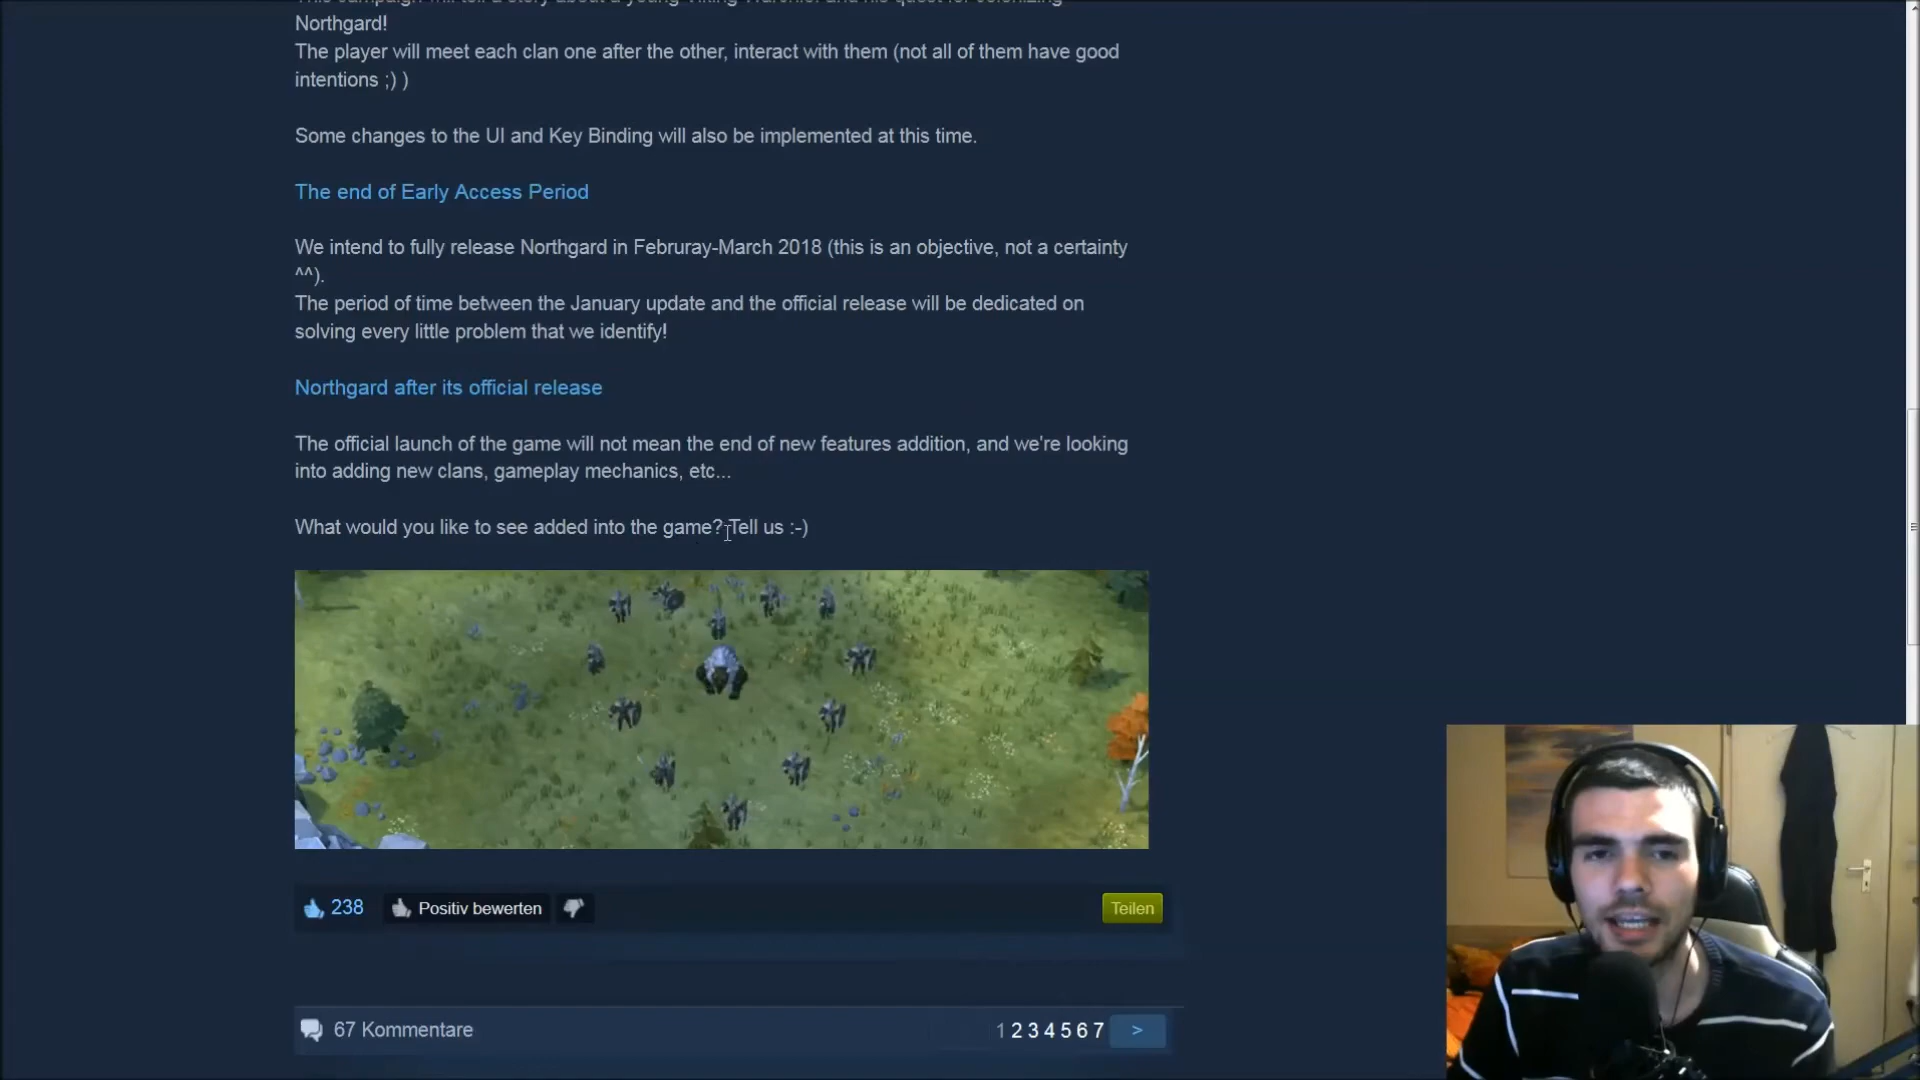 Northgard!
The player will meet each clan one after the other, interact with them (not all of them have good
intentions ;) )
Some changes to the UI and Key Binding will also be implemented at this time.
The end of Early Access Period
We intend to fully release Northgard in Februray-March 2018 (this is an objective, not a certainty
^^).
The period of time between the January update and the official release will be dedicated on
solving every little problem that we identify!
Northgard after its official release
The official launch of the game will not mean the end of new features addition, and we're looking
into adding new clans, gameplay mechanics, etc...
What would you like to see added into the game? Tell us :-)
238 Positiv bewerten Teilen
67 Kommentare 1 2 3 4 5 6 7 >